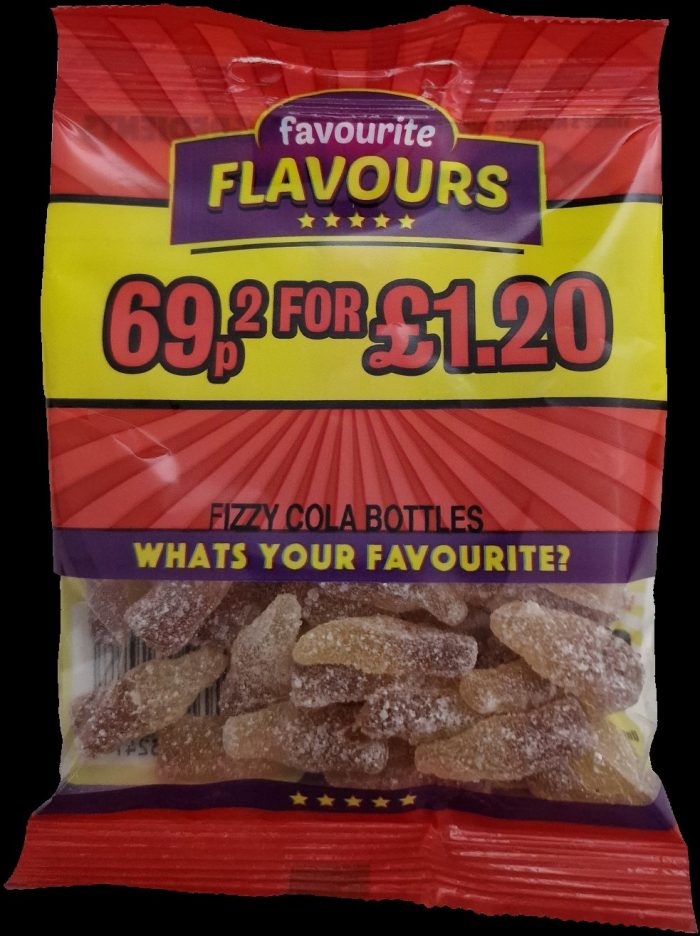 favourite
FLAVOURS
69p 2 FOR £1.20
FIZZY COLA BOTTLES
WHATS YOUR FAVOURITE?